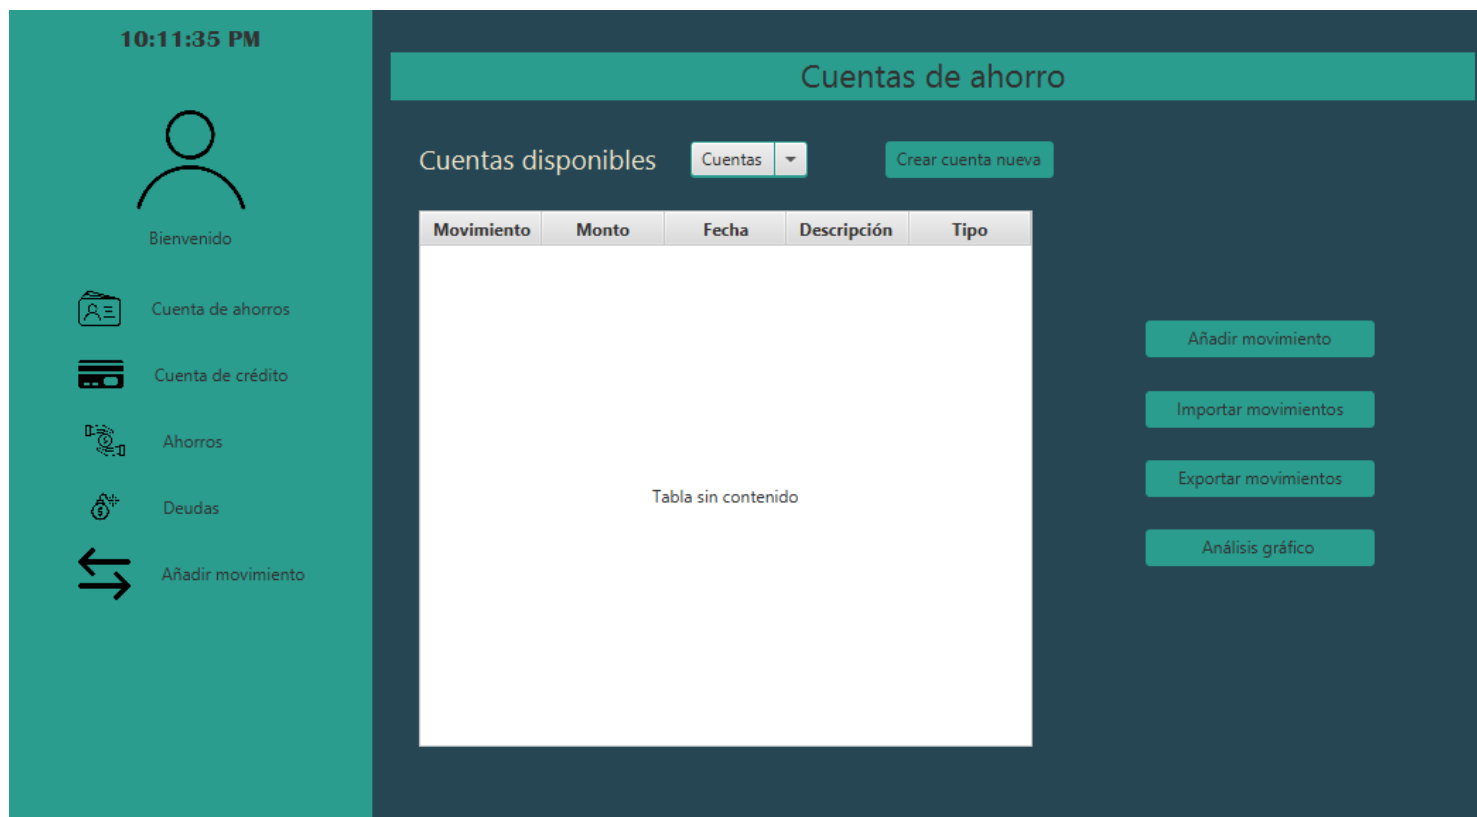 10:11:35 PM
Bienvenido
Cuenta de ahorros
Cuenta de crédito
Ahorros
Deudas
Añadir movimiento
Cuentas de ahorro
Cuentas disponibles Cuentas Crear cuenta nueva
Movimiento Monto Fecha Descripción Tipo
Tabla sin contenido
Añadir movimiento
Importar movimientos
Exportar movimientos
Análisis gráfico